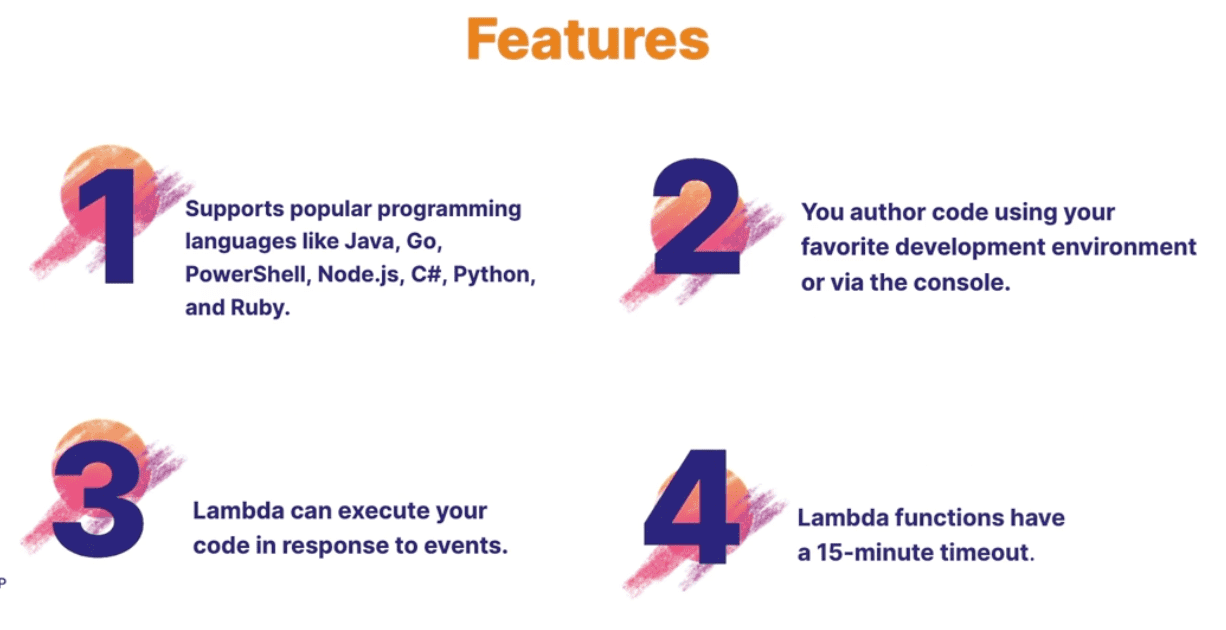 Features
1
Supports popular programming
languages like Java, Go,
PowerShell, Node.js, C#, Python,
and Ruby.
2
You author code using your
favorite development environment
or via the console.
3
Lambda can execute your
code in response to events.
4
Lambda functions have
a 15-minute timeout.
P